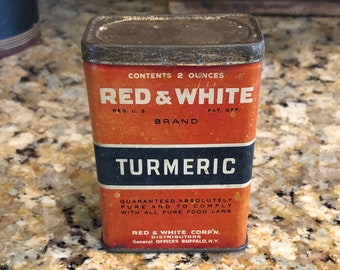 CONTENTS 2 OUNCES
RED & WHITE
REG. U. S. PAT. OFF.
BRAND
TURMERIC
GUARANTEED ABSOLUTELY
PURE AND TO COMPLY
WITH ALL PURE FOOD LAWS
RED & WHITE CORP'N.
DISTRIBUTORS
General OFFICES BUFFALO, N.Y.